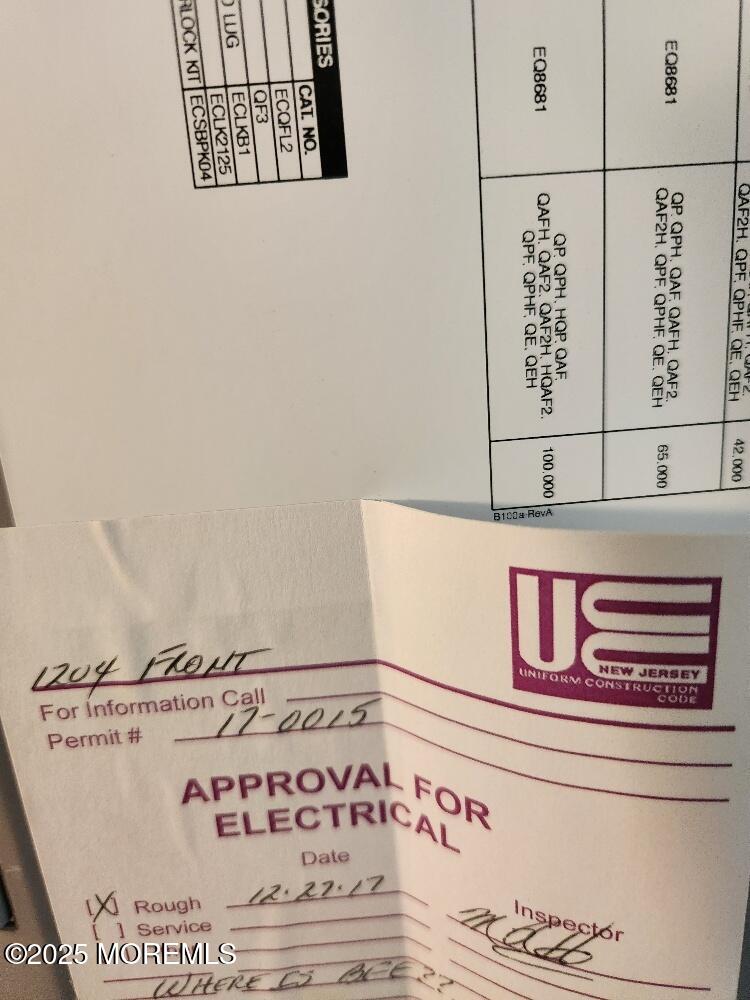 SORIES
CAT. NO.
ECQFL2
QF3
O LUG ECLKB1
ECLK2125
RLOCK KIT ECSBPK04
QAF2H, QPF, QPHF, QE, QEH
42,000
EQ8681
QP, QPH, QAF, QAFH, QAF2,
QAF2H, QPF, QPHF, QE, QEH
65,000
EQ8681
QP, QPH, HQP, QAF
QAFH, QAF2, QAF2H, HQAF2,
QPF, QPHF, QE, QEH
100,000
B100a-RevA
UCC
NEW JERSEY
UNIFORM CONSTRUCTION
CODE
1204 FRONT
For Information Call
Permit # 17-0015
APPROVAL FOR
ELECTRICAL
Date
[X] Rough 12.27.17
Inspector
[ ] Service
WHERE IS
©2025 MOREMLS